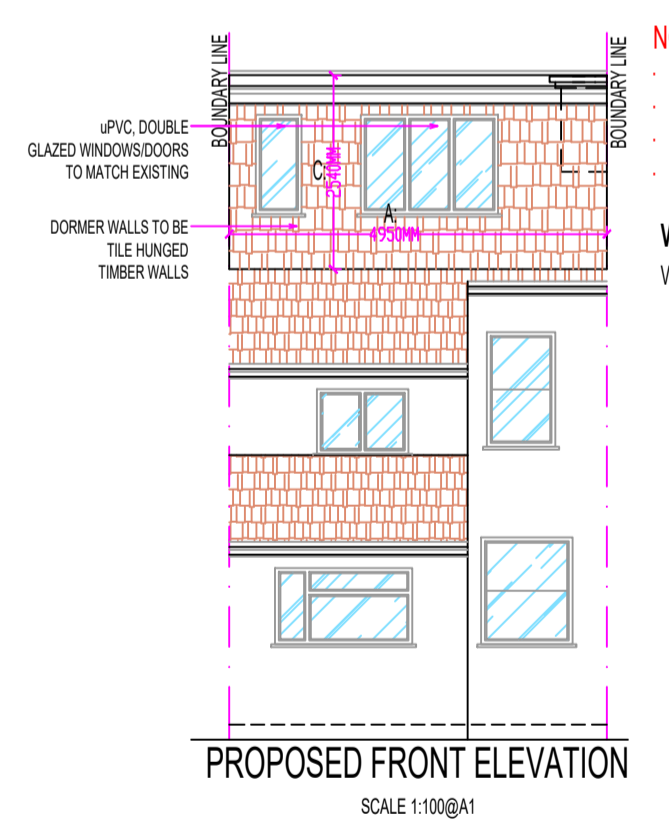 BOUNDARY LINE
BOUNDARY LINE
N
uPVC, DOUBLE
GLAZED WINDOWS/DOORS
TO MATCH EXISTING
C:
2540MM
A:
4950MM
DORMER WALLS TO BE
TILE HUNGED
TIMBER WALLS
W
V
PROPOSED FRONT ELEVATION
SCALE 1:100@A1